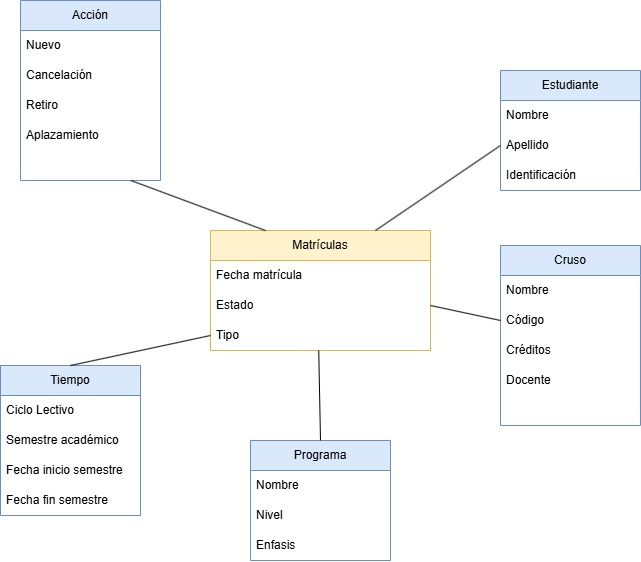 Acción
Nuevo
Cancelación
Retiro
Aplazamiento
Estudiante
Nombre
Apellido
Identificación
Matrículas
Fecha matrícula
Estado
Tipo
Cruso
Nombre
Código
Créditos
Docente
Tiempo
Ciclo Lectivo
Semestre académico
Fecha inicio semestre
Fecha fin semestre
Programa
Nombre
Nivel
Enfasis